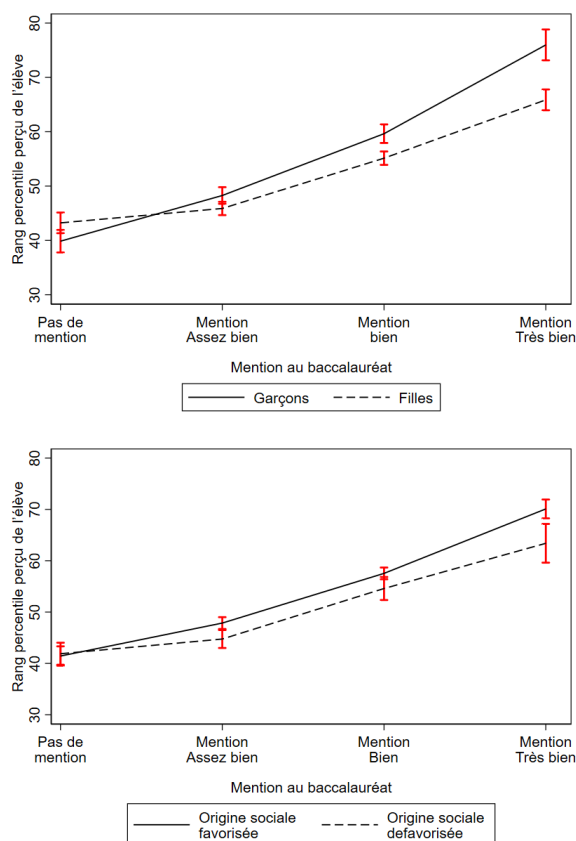 Rang percentile perçu de l'élève
80
70
60
50
40
30
Pas de
mention
Mention
Assez bien
Mention
bien
Mention
Très bien
Mention au baccalauréat
Garçons
Filles
Rang percentile perçu de l'élève
80
70
60
50
40
30
Pas de
mention
Mention
Assez bien
Mention
Bien
Mention
Très bien
Mention au baccalauréat
Origine sociale
favorisée
Origine sociale
defavorisée